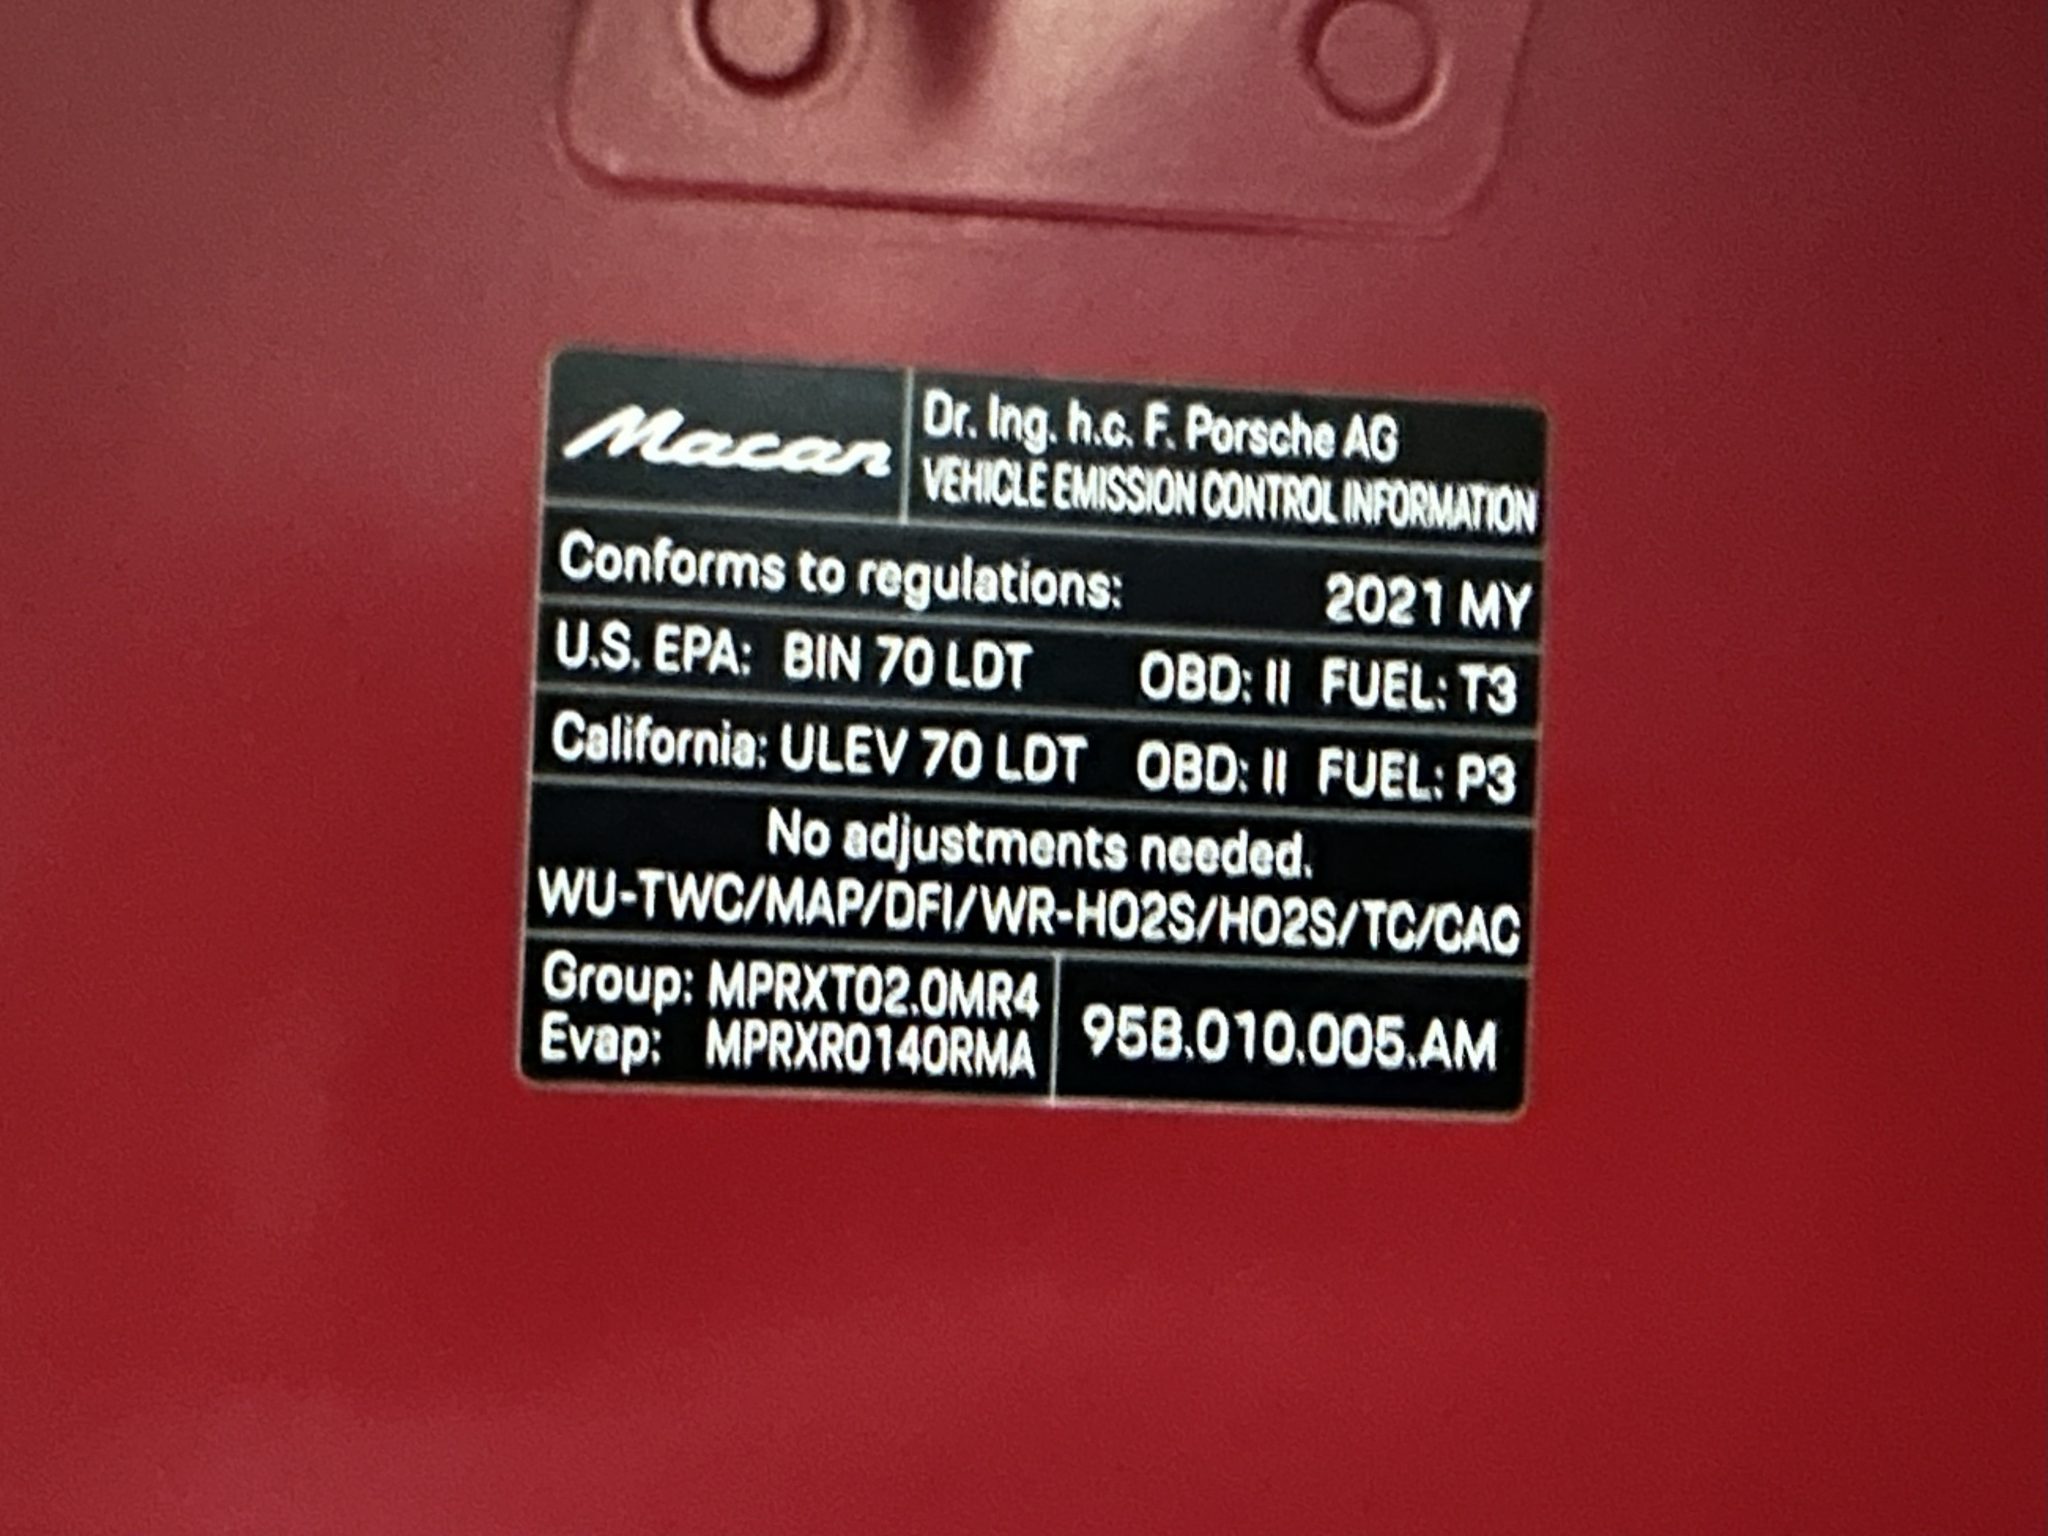 Macan
Dr. Ing. h.c. F. Porsche AG
VEHICLE EMISSION CONTROL INFORMATION
Conforms to regulations: 2021 MY
U.S. EPA: BIN 70 LDT OBD: II FUEL: T3
California: ULEV 70 LDT OBD: II FUEL: P3
No adjustments needed.
WU-TWC/MAP/DFI/WR-HO2S/HO2S/TC/CAC
Group: MPRXT02.0MR4
Evap: MPRXR0140RMA
95B.010.005.AM